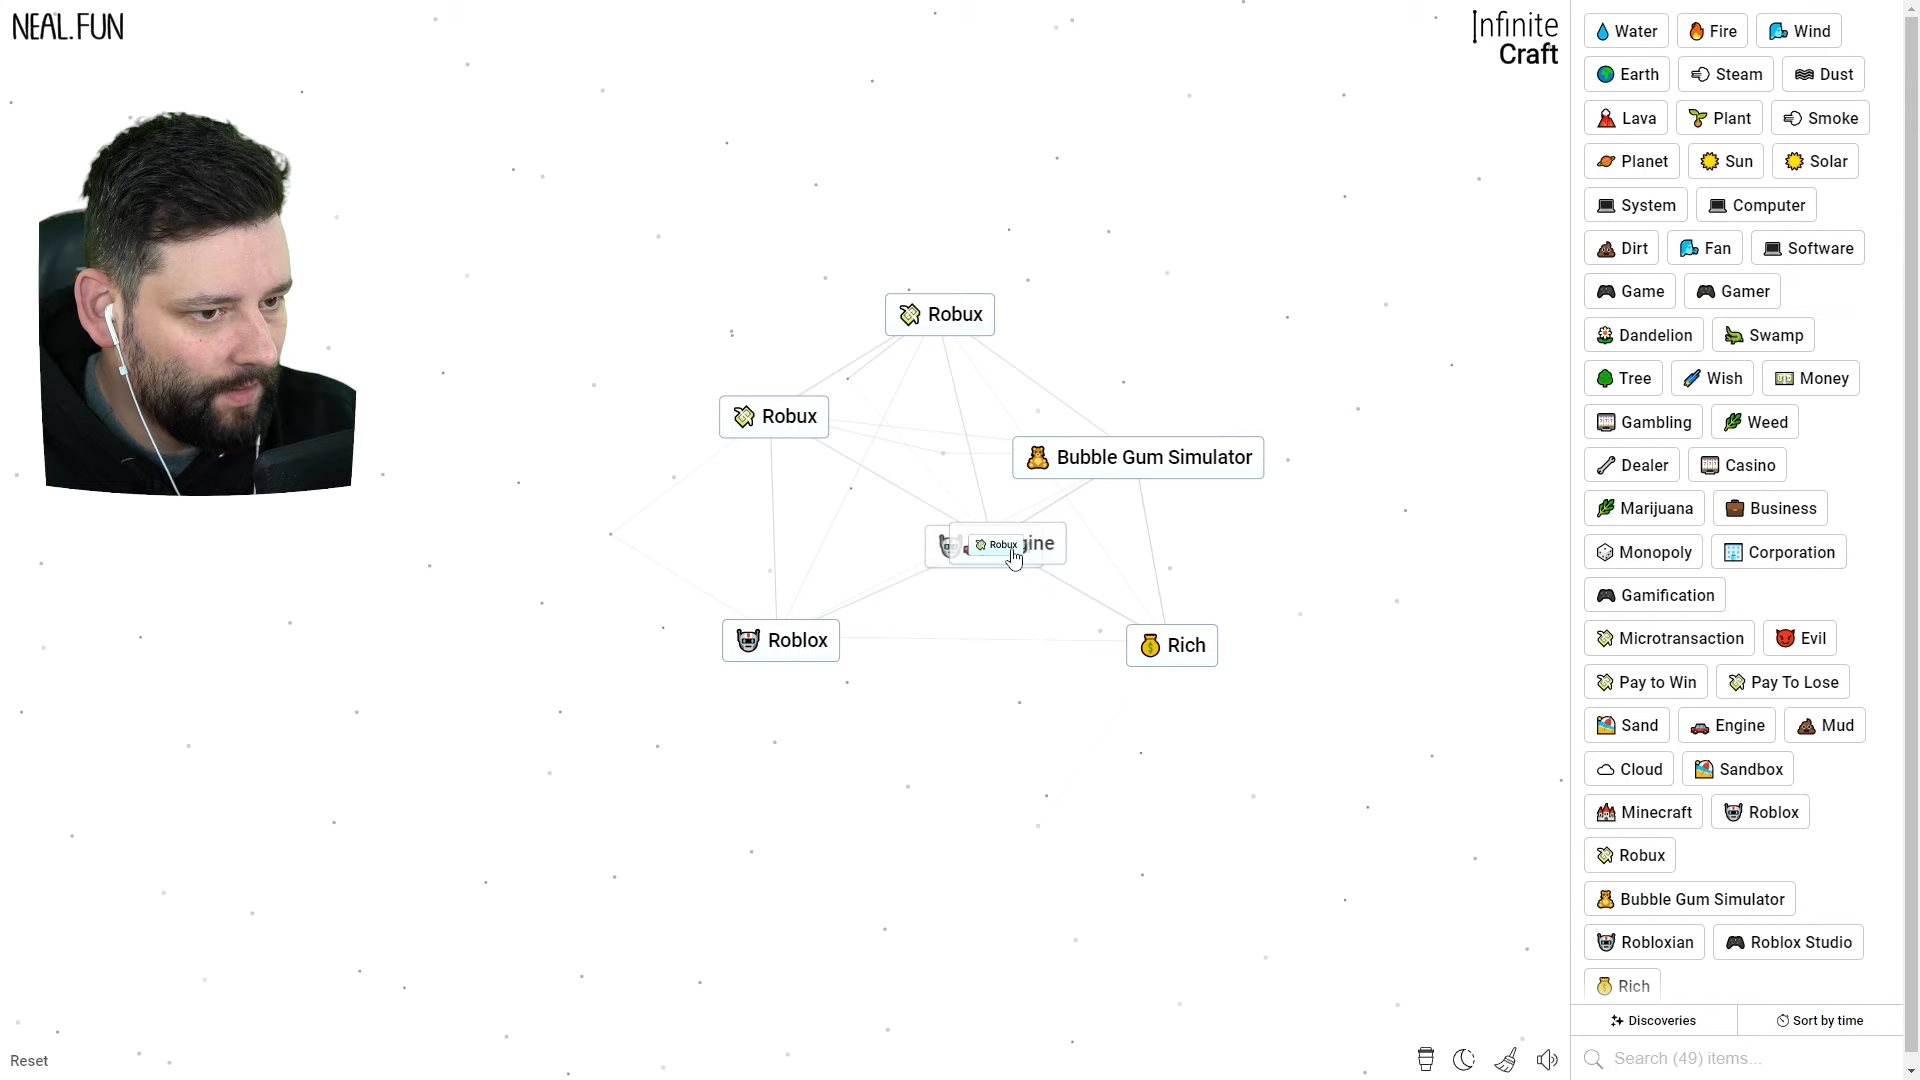 NEAL.FUN
Infinite
Craft
Robux
Robux
Bubble Gum Simulator
Robux
Roblox
Rich
Reset
Water Fire Wind
Earth Steam Dust
Lava Plant Smoke
Planet Sun Solar
System Computer
Dirt Fan Software
Game Gamer
Dandelion Swamp
Tree Wish Money
Gambling Weed
Dealer Casino
Marijuana Business
Monopoly Corporation
Gamification
Microtransaction Evil
Pay to Win Pay To Lose
Sand Engine Mud
Cloud Sandbox
Minecraft Roblox
Robux
Bubble Gum Simulator
Robloxian Roblox Studio
Rich
Discoveries Sort by time
Search (49) items...